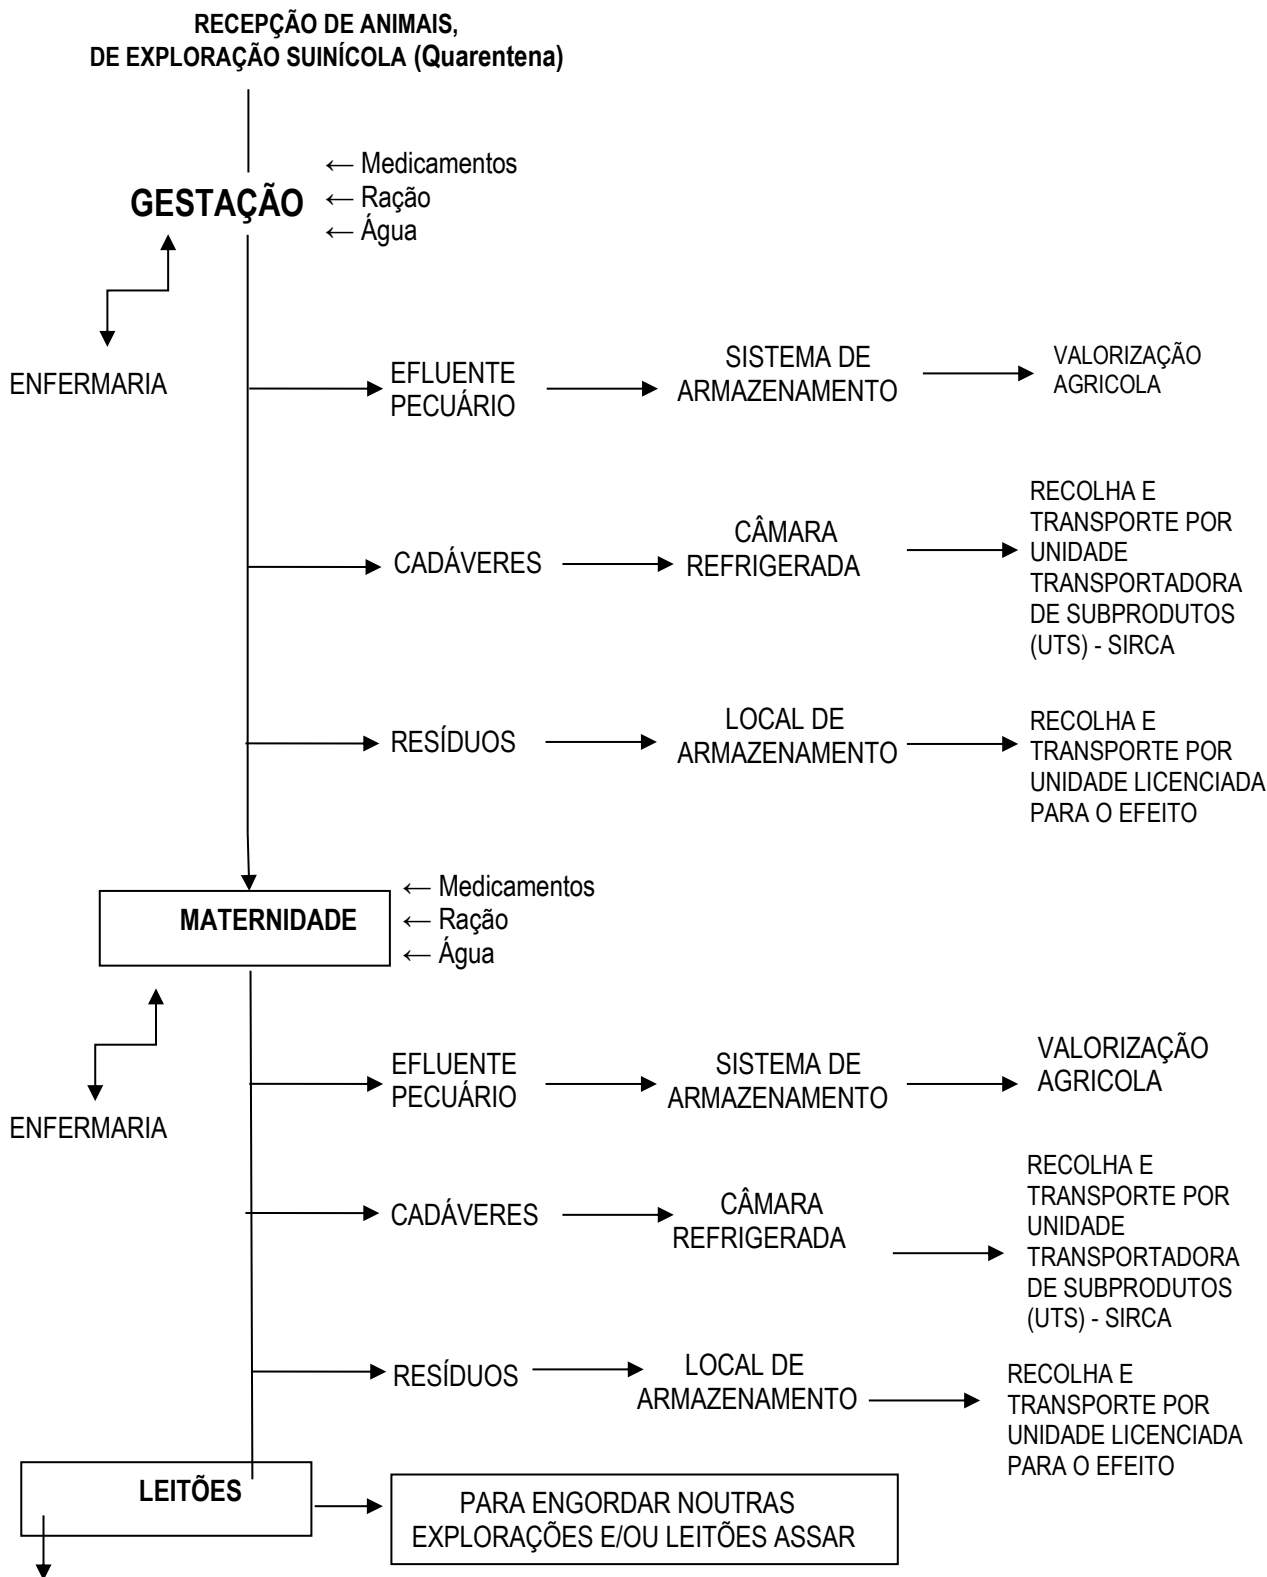 RECEPÇÃO DE ANIMAIS,
DE EXPLORAÇÃO SUINÍCOLA (Quarentena)
← Medicamentos
GESTAÇÃO
← Ração
← Água
ENFERMARIA
EFLUENTE
PECUÁRIO
SISTEMA DE
ARMAZENAMENTO
VALORIZAÇÃO
AGRICOLA
CADÁVERES
CÂMARA
REFRIGERADA
RECOLHA E
TRANSPORTE POR
UNIDADE
TRANSPORTADORA
DE SUBPRODUTOS
(UTS) - SIRCA
RESÍDUOS
LOCAL DE
ARMAZENAMENTO
RECOLHA E
TRANSPORTE POR
UNIDADE LICENCIADA
PARA O EFEITO
← Medicamentos
MATERNIDADE
← Ração
← Água
ENFERMARIA
EFLUENTE
PECUÁRIO
SISTEMA DE
ARMAZENAMENTO
VALORIZAÇÃO
AGRICOLA
CADÁVERES
CÂMARA
REFRIGERADA
RECOLHA E
TRANSPORTE POR
UNIDADE
TRANSPORTADORA
DE SUBPRODUTOS
(UTS) - SIRCA
RESÍDUOS
LOCAL DE
ARMAZENAMENTO
RECOLHA E
TRANSPORTE POR
UNIDADE LICENCIADA
PARA O EFEITO
LEITÕES
PARA ENGORDAR NOUTRAS
EXPLORAÇÕES E/OU LEITÕES ASSAR